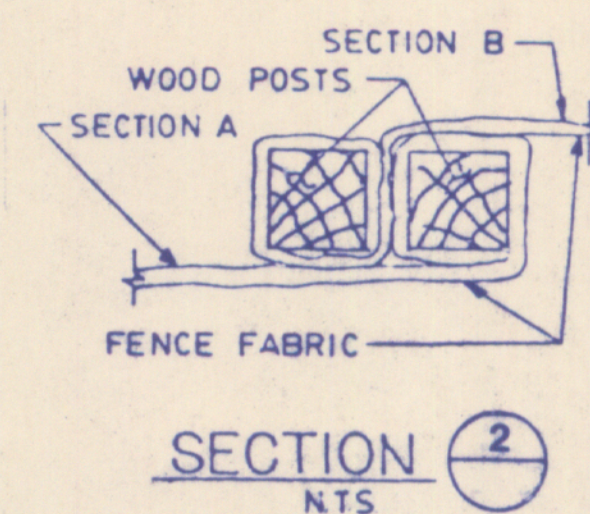 SECTION B
WOOD POSTS
SECTION A
FENCE FABRIC
SECTION 2
N.T.S